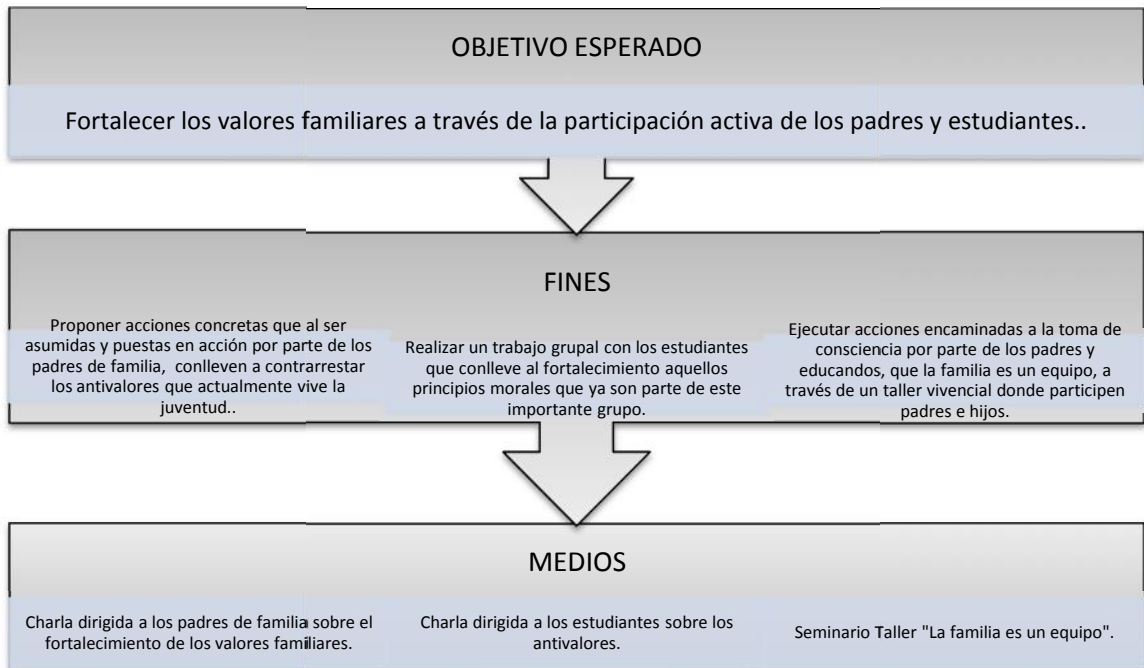 OBJETIVO ESPERADO
Fortalecer los valores familiares a través de la participación activa de los padres y estudiantes..
FINES
Proponer acciones concretas que al ser
asumidas y puestas en acción por parte de los
padres de familia, conlleven a contrarrestar
los antivalores que actualmente vive la
juventud..
Realizar un trabajo grupal con los estudiantes
que conlleve al fortalecimiento aquellos
principios morales que ya son parte de este
importante grupo.
Ejecutar acciones encaminadas a la toma de
consciencia por parte de los padres y
educandos, que la familia es un equipo, a
través de un taller vivencial donde participen
padres e hijos.
MEDIOS
Charla dirigida a los padres de familia sobre el
fortalecimiento de los valores familiares.
Charla dirigida a los estudiantes sobre los
antivalores.
Seminario Taller "La familia es un equipo".